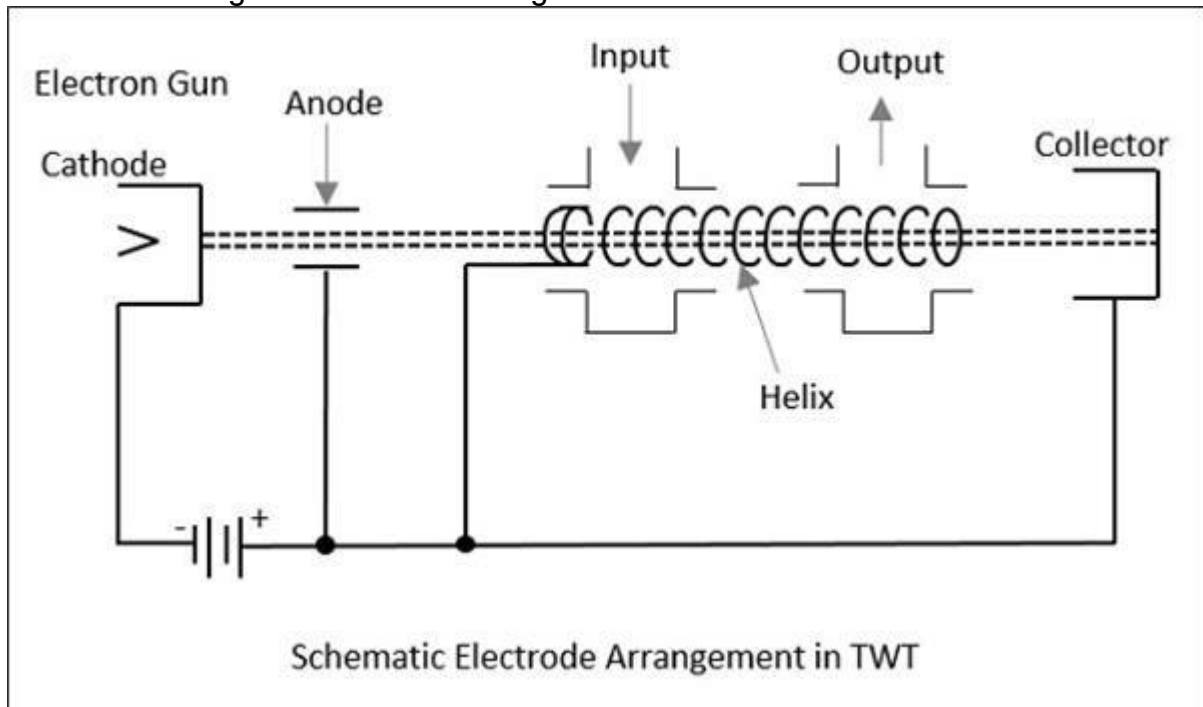 Electron Gun
Cathode
Anode
Input
Output
Collector
Helix
- +
Schematic Electrode Arrangement in TWT